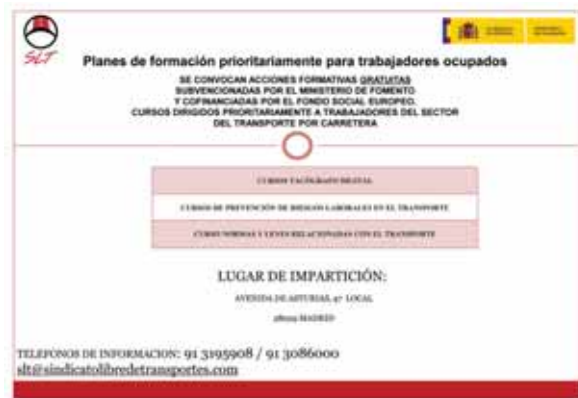 SLT
Planes de formación prioritariamente para trabajadores ocupados
SE CONVOCAN ACCIONES FORMATIVAS GRATUITAS
SUBVENCIONADAS POR EL MINISTERIO DE FOMENTO
Y COFINANCIADAS POR EL FONDO SOCIAL EUROPEO.
CURSOS DIRIGIDOS PRIORITARIAMENTE A TRABAJADORES DEL SECTOR
DEL TRANSPORTE POR CARRETERA
CURSOS TACÓGRAFO DIGITAL
CURSOS DE PREVENCIÓN DE RIESGOS LABORALES EN EL TRANSPORTE
CURSOS NORMAS Y LEYES RELACIONADAS CON EL TRANSPORTE
LUGAR DE IMPARTICIÓN:
AVENIDA DE ASTURIAS, 47 LOCAL
MADRID
TELEFONOS DE INFORMACION: 91 3195908 / 91 3086000
slt@sindicatolibredetransportes.com